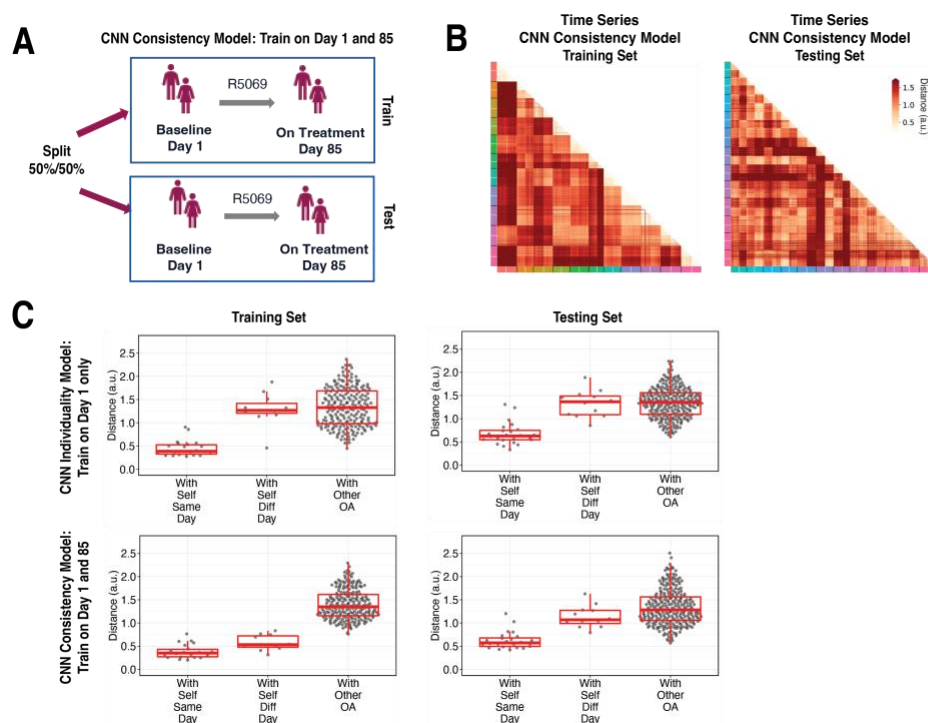 A
CNN Consistency Model: Train on Day 1 and 85
Split
50%/50%
R5069
Baseline
Day 1
On Treatment
Day 85
Train
R5069
Baseline
Day 1
On Treatment
Day 85
Test
B
Time Series
CNN Consistency Model
Training Set
Time Series
CNN Consistency Model
Testing Set
Distance (a.u.)
1.5
1.0
0.5
C
Training Set
Testing Set
CNN Individuality Model:
Train on Day 1 only
Distance (a.u.)
2.5
2.0
1.5
1.0
0.5
0.0
With
Self
Same
Day
With
Self
Diff
Day
With
Other
OA
Distance (a.u.)
2.5
2.0
1.5
1.0
0.5
0.0
With
Self
Same
Day
With
Self
Diff
Day
With
Other
OA
CNN Consistency Model:
Train on Day 1 and 85
Distance (a.u.)
2.5
2.0
1.5
1.0
0.5
0.0
With
Self
Same
Day
With
Self
Diff
Day
With
Other
OA
Distance (a.u.)
2.5
2.0
1.5
1.0
0.5
0.0
With
Self
Same
Day
With
Self
Diff
Day
With
Other
OA